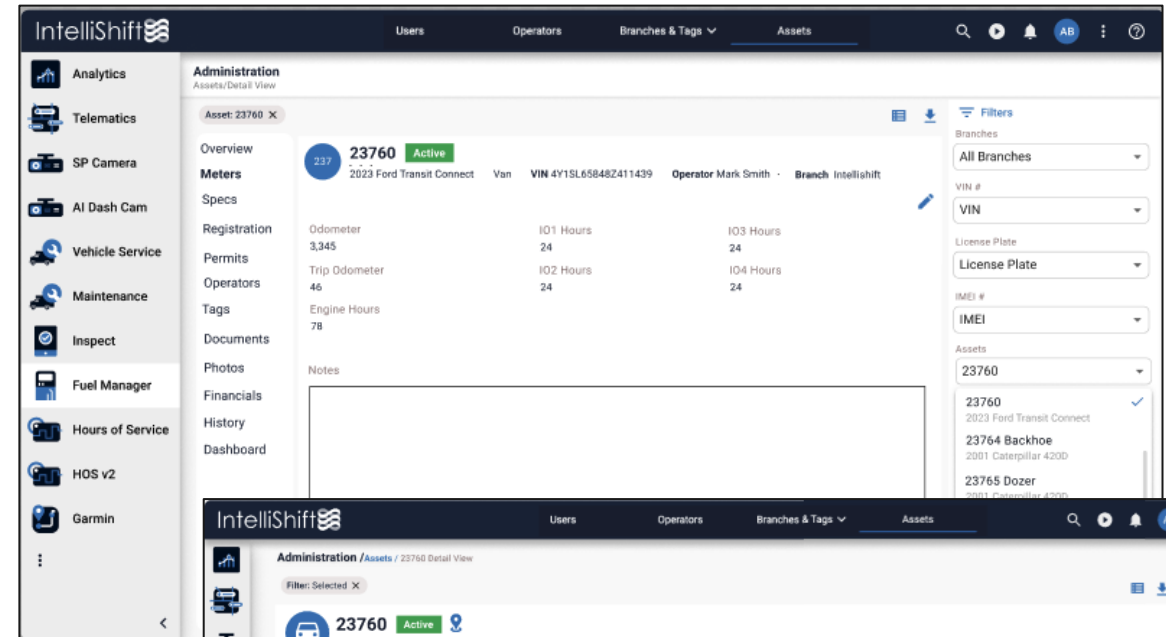 IntelliShift
Users Operators Branches & Tags Assets
AB
Analytics
Telematics
SP Camera
AI Dash Cam
Vehicle Service
Maintenance
Inspect
Fuel Manager
Hours of Service
HOS v2
Garmin
Administration
Assets/Detail View
Asset: 23760 X
Overview
Meters
Specs
Registration
Permits
Operators
Tags
Documents
Photos
Financials
History
Dashboard
237
23760 Active
2023 Ford Transit Connect Van VIN 4Y1SL65848Z411439 Operator Mark Smith · Branch Intellishift
Odometer IO1 Hours IO3 Hours
3,345 24 24
Trip Odometer IO2 Hours IO4 Hours
46 24 24
Engine Hours
78
Notes
Filters
Branches
All Branches
VIN #
VIN
License Plate
License Plate
IMEI #
IMEI
Assets
23760
23760
2023 Ford Transit Connect
23764 Backhoe
2001 Caterpillar 420D
23765 Dozer
2001 Caterpillar 420D
IntelliShift
Users Operators Branches & Tags Assets
Administration /Assets / 23760 Detail View
Filter: Selected X
23760 Active